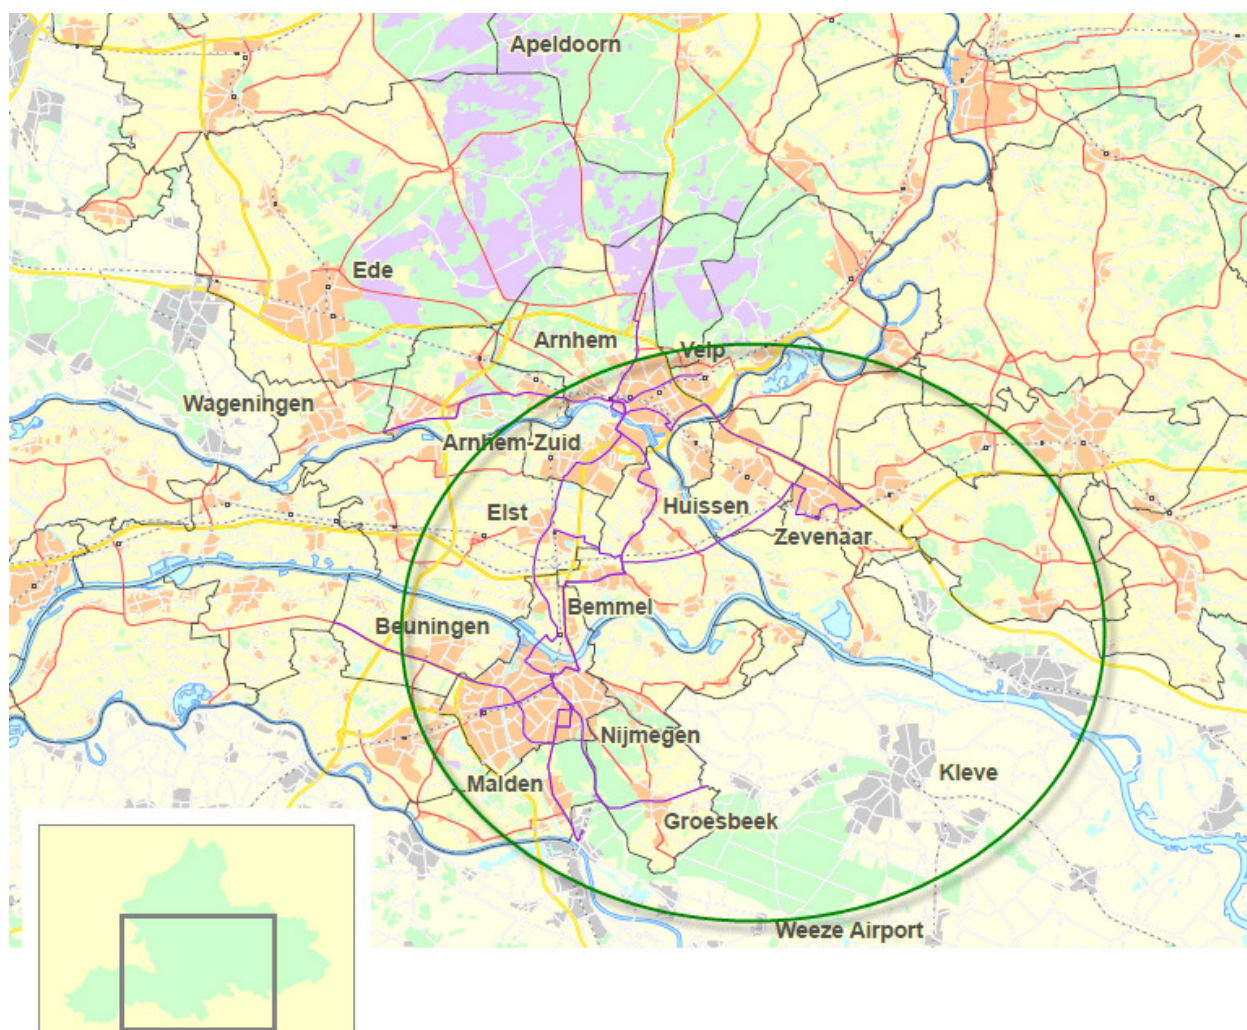 Apeldoorn
Ede
Arnhem
Velp
Wageningen
Arnhem-Zuid
Elst
Huissen
Zevenaar
Bemmel
Beuningen
Nijmegen
Kleve
Malden
Groesbeek
Weeze Airport